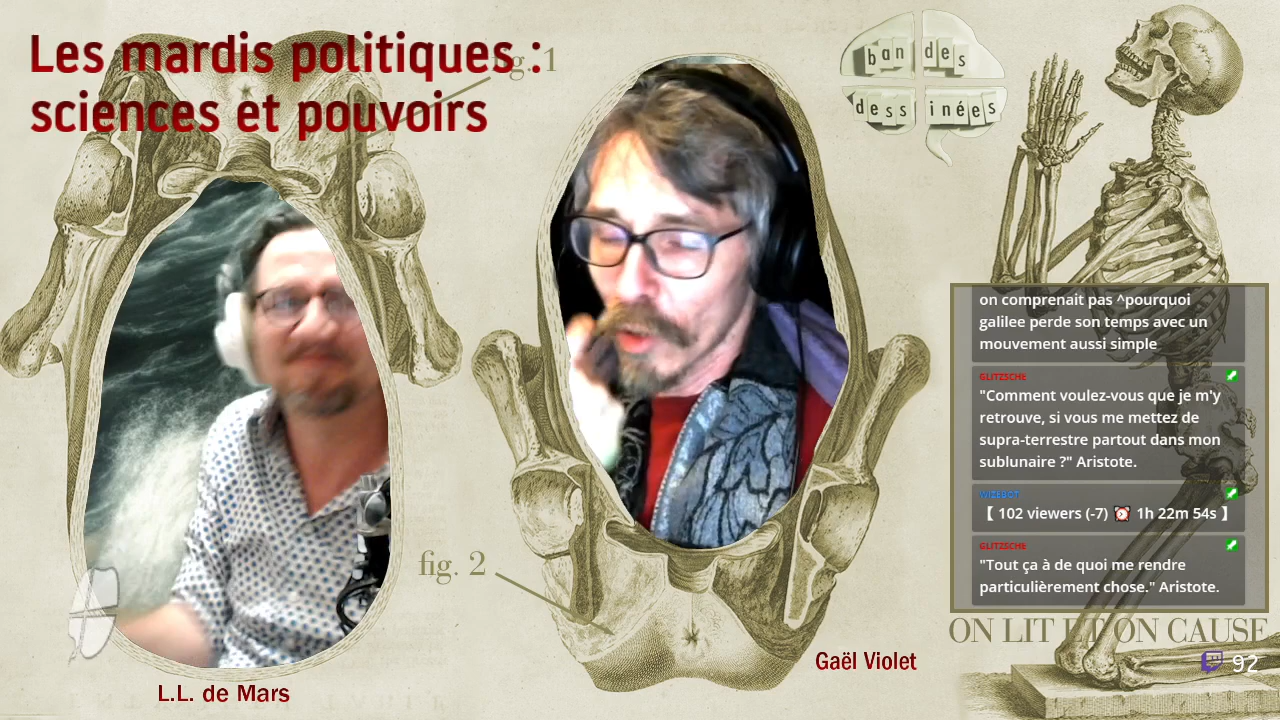 Les mardis politiques :
sciences et pouvoirs
fig. 1
ban des
dessinées
on comprenait pas ^pourquoi
galilee perde son temps avec un
mouvement aussi simple
GLITZSCHE
"Comment voulez-vous que je m'y
retrouve, si vous me mettez de
supra-terrestre partout dans mon
sublunaire ?" Aristote.
WIZEBOT
【 102 viewers (-7) ⏰ 1h 22m 54s 】
GLITZSCHE
"Tout ça à de quoi me rendre
particulièrement chose." Aristote.
fig. 2
ON LIT ET ON CAUSE
92
Gaël Violet
L.L. de Mars